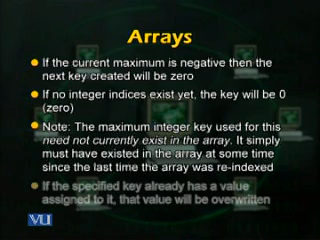 Arrays
If the current maximum is negative then the
next key created will be zero
If no integer indices exist yet, the key will be 0
(zero)
Note: The maximum integer key used for this
need not currently exist in the array. It simply
must have existed in the array at some time
since the last time the array was re-indexed
If the specified key already has a value
assigned to it, that value will be overwritten
VU